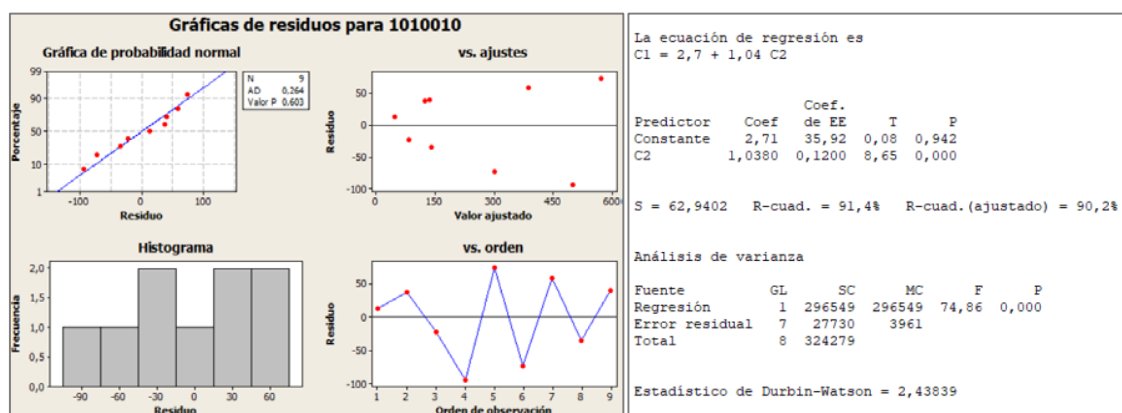 Gráficas de residuos para 1010010
Gráfica de probabilidad normal
99
90
50
10
1
Porcentaje
-100
0
100
Residuo
N 9
AD 0,264
Valor P 0,603
vs. ajustes
50
0
-50
-100
Residuo
0
150
300
450
600
Valor ajustado
Histograma
2,0
1,5
1,0
0,5
0,0
Frecuencia
-90
-60
-30
0
30
60
Residuo
vs. orden
50
0
-50
-100
Residuo
1
2
3
4
5
6
7
8
9
Orden de observación
La ecuación de regresión es
C1 = 2,7 + 1,04 C2
Coef.
Predictor Coef de EE T P
Constante 2,71 35,92 0,08 0,942
C2 1,0380 0,1200 8,65 0,000
S = 62,9402 R-cuad. = 91,4% R-cuad.(ajustado) = 90,2%
Análisis de varianza
Fuente GL SC MC F P
Regresión 1 296549 296549 74,86 0,000
Error residual 7 27730 3961
Total 8 324279
Estadístico de Durbin-Watson = 2,43839